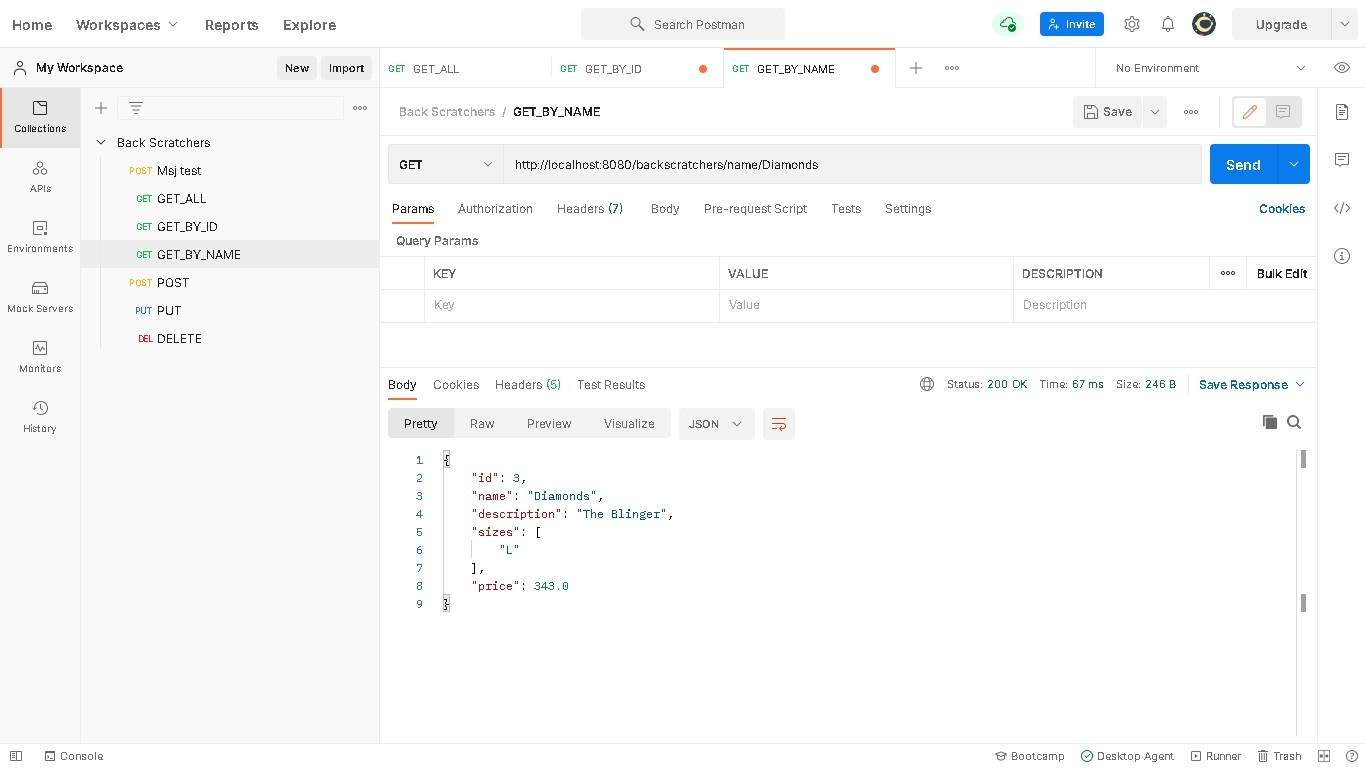 Home Workspaces Reports Explore Search Postman Invite Upgrade
My Workspace New Import GET GET_ALL GET GET_BY_ID GET GET_BY_NAME No Environment
Collections
APIs
Environments
Mock Servers
Monitors
History
Back Scratchers
POST Msj test
GET GET_ALL
GET GET_BY_ID
GET GET_BY_NAME
POST POST
PUT PUT
DEL DELETE
Back Scratchers / GET_BY_NAME Save
GET http://localhost:8080/backscratchers/name/Diamonds Send
Params Authorization Headers (7) Body Pre-request Script Tests Settings Cookies
Query Params
KEY VALUE DESCRIPTION Bulk Edit
Key Value Description
Body Cookies Headers (5) Test Results Status: 200 OK Time: 67 ms Size: 246 B Save Response
Pretty Raw Preview Visualize JSON
1 {
2 "id": 3,
3 "name": "Diamonds",
4 "description": "The Blinger",
5 "sizes": [
6 "L"
7 ],
8 "price": 343.0
9 }
Console Bootcamp Desktop Agent Runner Trash